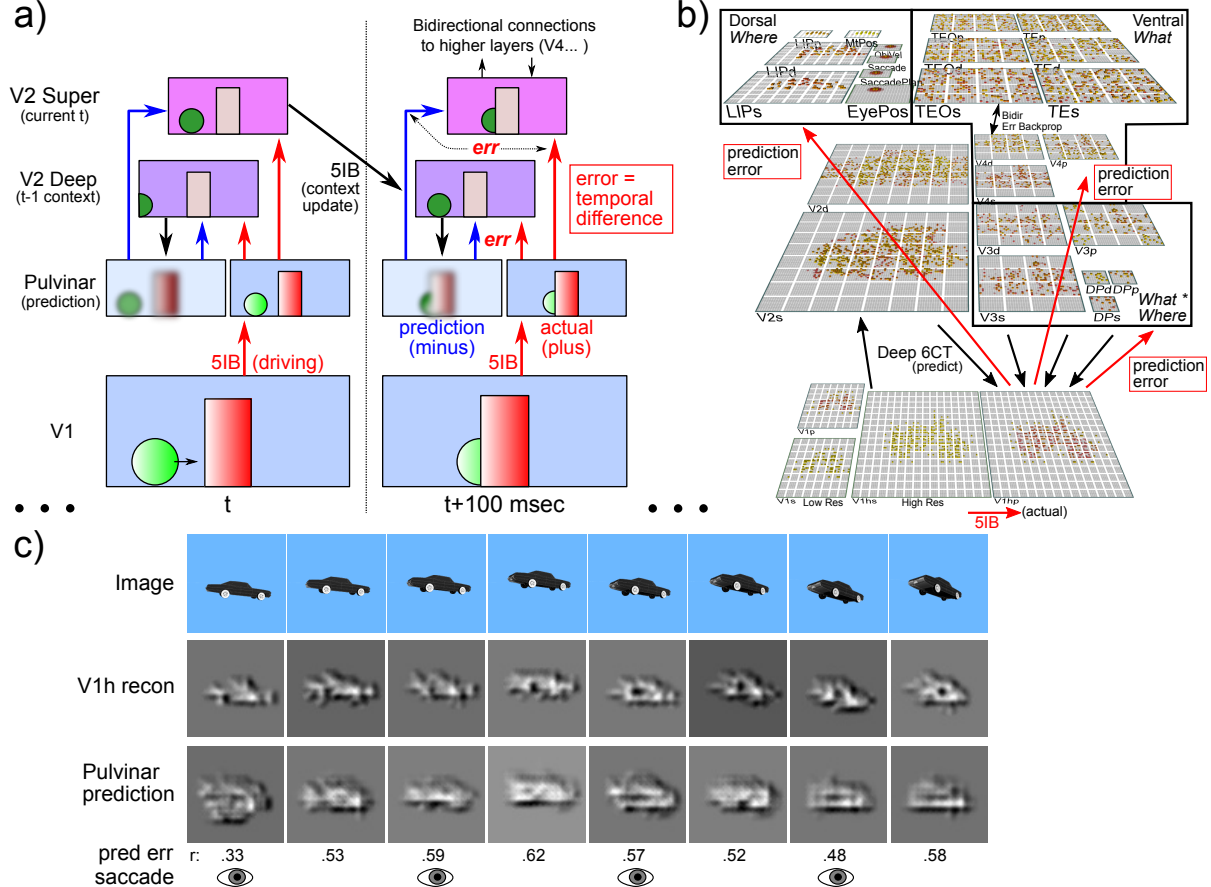 a)
Bidirectional connections
to higher layers (V4... )
V2 Super
(current t)
V2 Deep
(t-1 context)
5IB
(context
update)
err
err
error =
temporal
difference
Pulvinar
(prediction)
prediction
(minus)
actual
(plus)
5IB (driving)
5IB
V1
t
t+100 msec
• • •
• • •
b)
Dorsal
Where
Ventral
What
LIPp
MtPos
ObjVel
Saccade
SaccadePlan
LIPd
LIPs
EyePos
TEOp
TEp
TEOd
TEd
TEOs
TEs
Bidir
Err Backprop
prediction
error
V4d
V4p
V4s
prediction
error
V2d
V2s
V3d
V3p
V3s
DPd
DPp
DPs
What *
Where
Deep 6CT
(predict)
prediction
error
V1p
V1s
Low Res
V1hs
High Res
V1hp
5IB
(actual)
c)
Image
V1h recon
Pulvinar
prediction
pred err
r: .33 .53 .59 .62 .57 .52 .48 .58
saccade